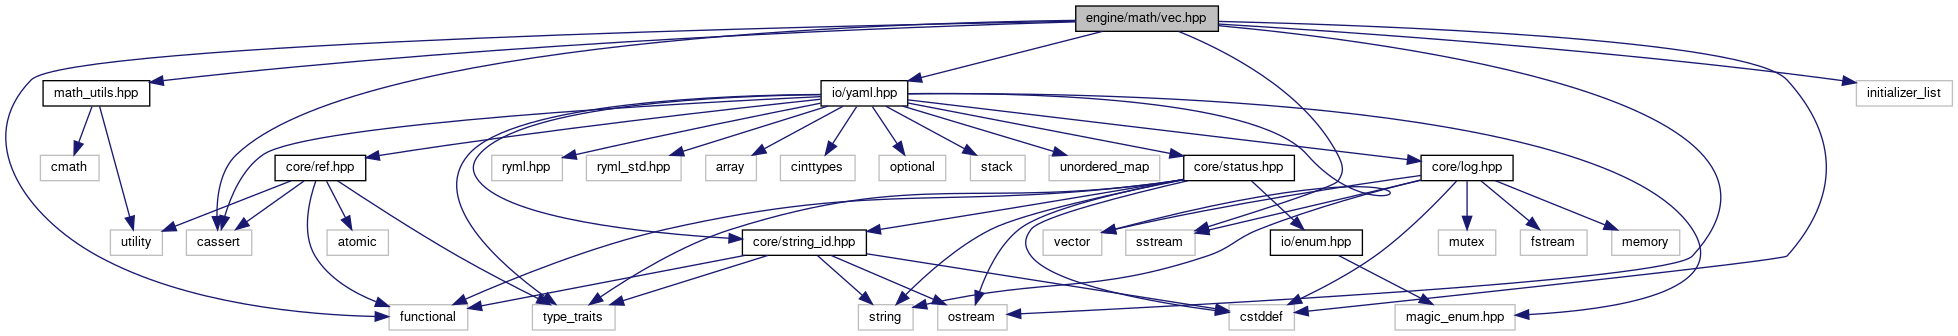 engine/math/vec.hpp
math_utils.hpp
io/yaml.hpp
initializer_list
cmath
core/ref.hpp
ryml.hpp
ryml_std.hpp
array
cinttypes
optional
stack
unordered_map
core/status.hpp
core/log.hpp
utility
cassert
atomic
core/string_id.hpp
vector
sstream
io/enum.hpp
mutex
fstream
memory
functional
type_traits
string
ostream
cstddef
magic_enum.hpp